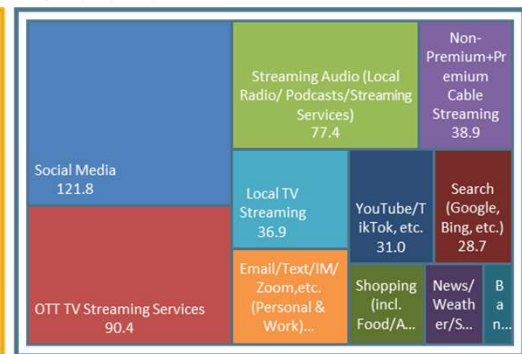 Social Media
121.8
OTT TV Streaming Services
90.4
Streaming Audio (Local
Radio/ Podcasts/Streaming
Services)
77.4
Non-
Premium+Pr
emium
Cable
Streaming
38.9
Local TV
Streaming
36.9
YouTube/T
ikTok, etc.
31.0
Search
(Google,
Bing, etc.)
28.7
Email/Text/IM/
Zoom,etc.
(Personal &
Work)...
Shopping
(incl.
Food/A...
News/
Weath
er/S...
B
a
n...